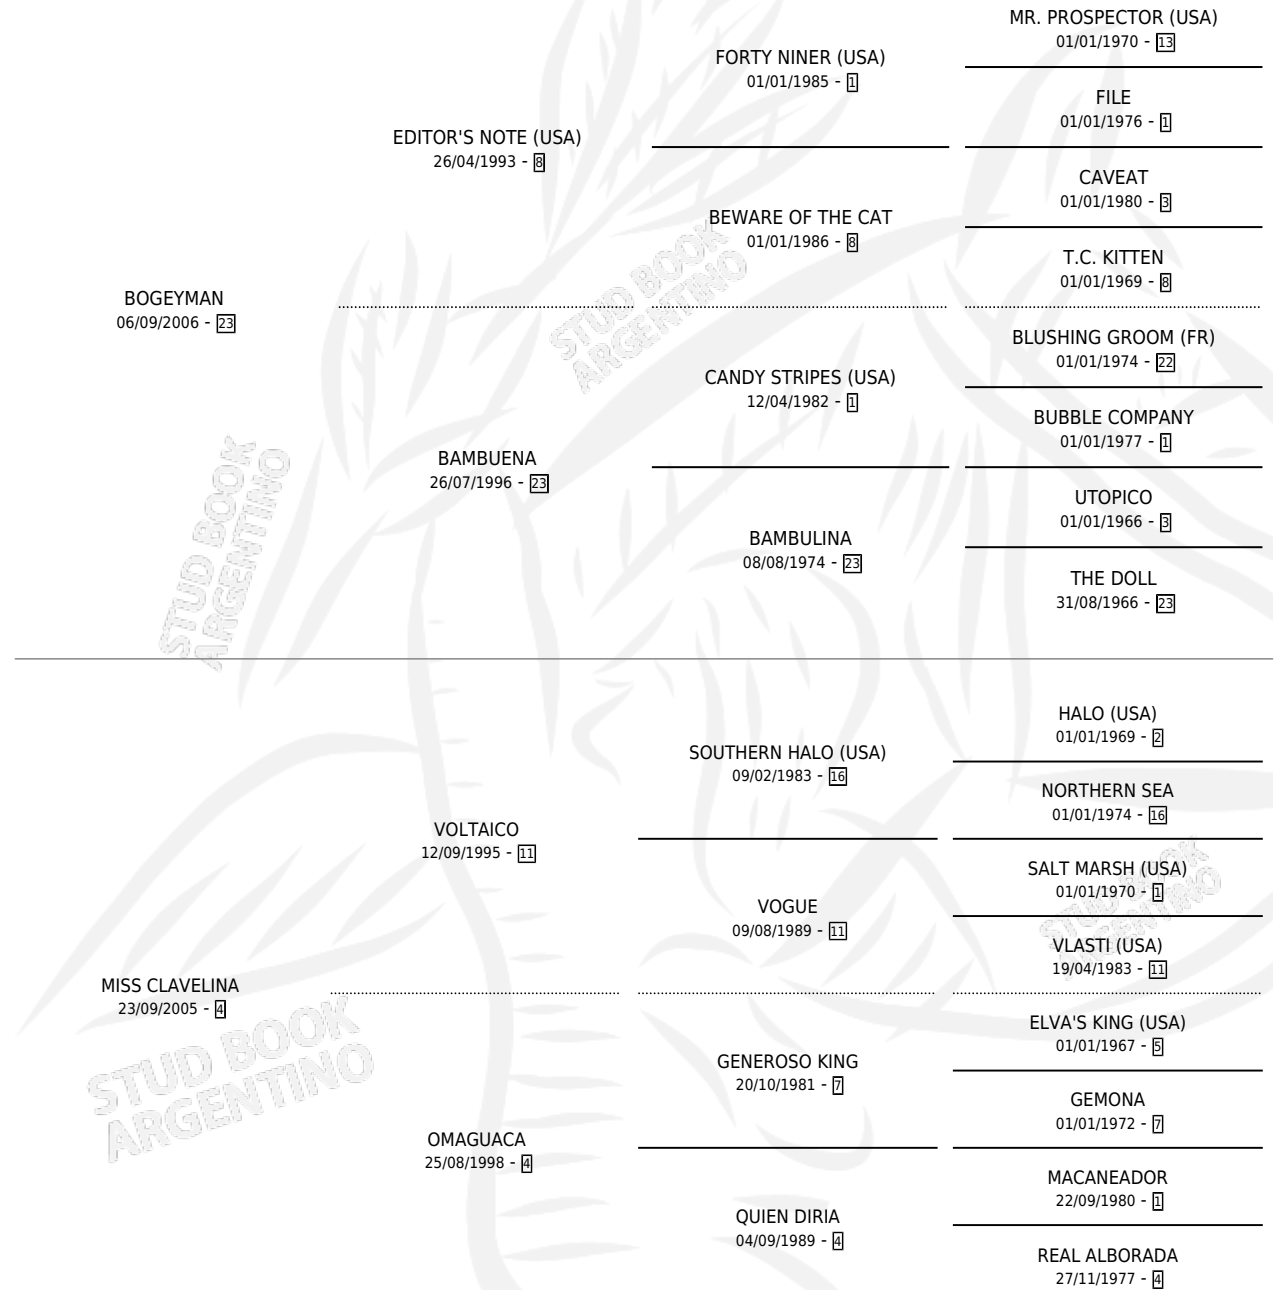 MR. PROSPECTOR (USA)
01/01/1970 - 13
FORTY NINER (USA)
01/01/1985 - 1
FILE
01/01/1976 - 1
EDITOR'S NOTE (USA)
26/04/1993 - 8
CAVEAT
01/01/1980 - 3
BEWARE OF THE CAT
01/01/1986 - 8
T.C. KITTEN
01/01/1969 - 8
BOGEYMAN
06/09/2006 - 23
STUD BOOK
ARGENTINO
BLUSHING GROOM (FR)
01/01/1974 - 22
CANDY STRIPES (USA)
12/04/1982 - 1
BUBBLE COMPANY
01/01/1977 - 1
BAMBUENA
26/07/1996 - 23
UTOPICO
01/01/1966 - 3
BAMBULINA
08/08/1974 - 23
THE DOLL
31/08/1966 - 23
STUD BOOK
ARGENTINO
HALO (USA)
01/01/1969 - 2
SOUTHERN HALO (USA)
09/02/1983 - 16
NORTHERN SEA
01/01/1974 - 16
VOLTAICO
12/09/1995 - 11
SALT MARSH (USA)
01/01/1970 - 1
VOGUE
09/08/1989 - 11
STUD BOOK
ARGENTINO
VLASTI (USA)
19/04/1983 - 11
MISS CLAVELINA
23/09/2005 - 4
STUD BOOK
ARGENTINO
ELVA'S KING (USA)
01/01/1967 - 5
GENEROSO KING
20/10/1981 - 7
GEMONA
01/01/1972 - 7
OMAGUACA
25/08/1998 - 4
MACANEADOR
22/09/1980 - 1
QUIEN DIRIA
04/09/1989 - 4
REAL ALBORADA
27/11/1977 - 4